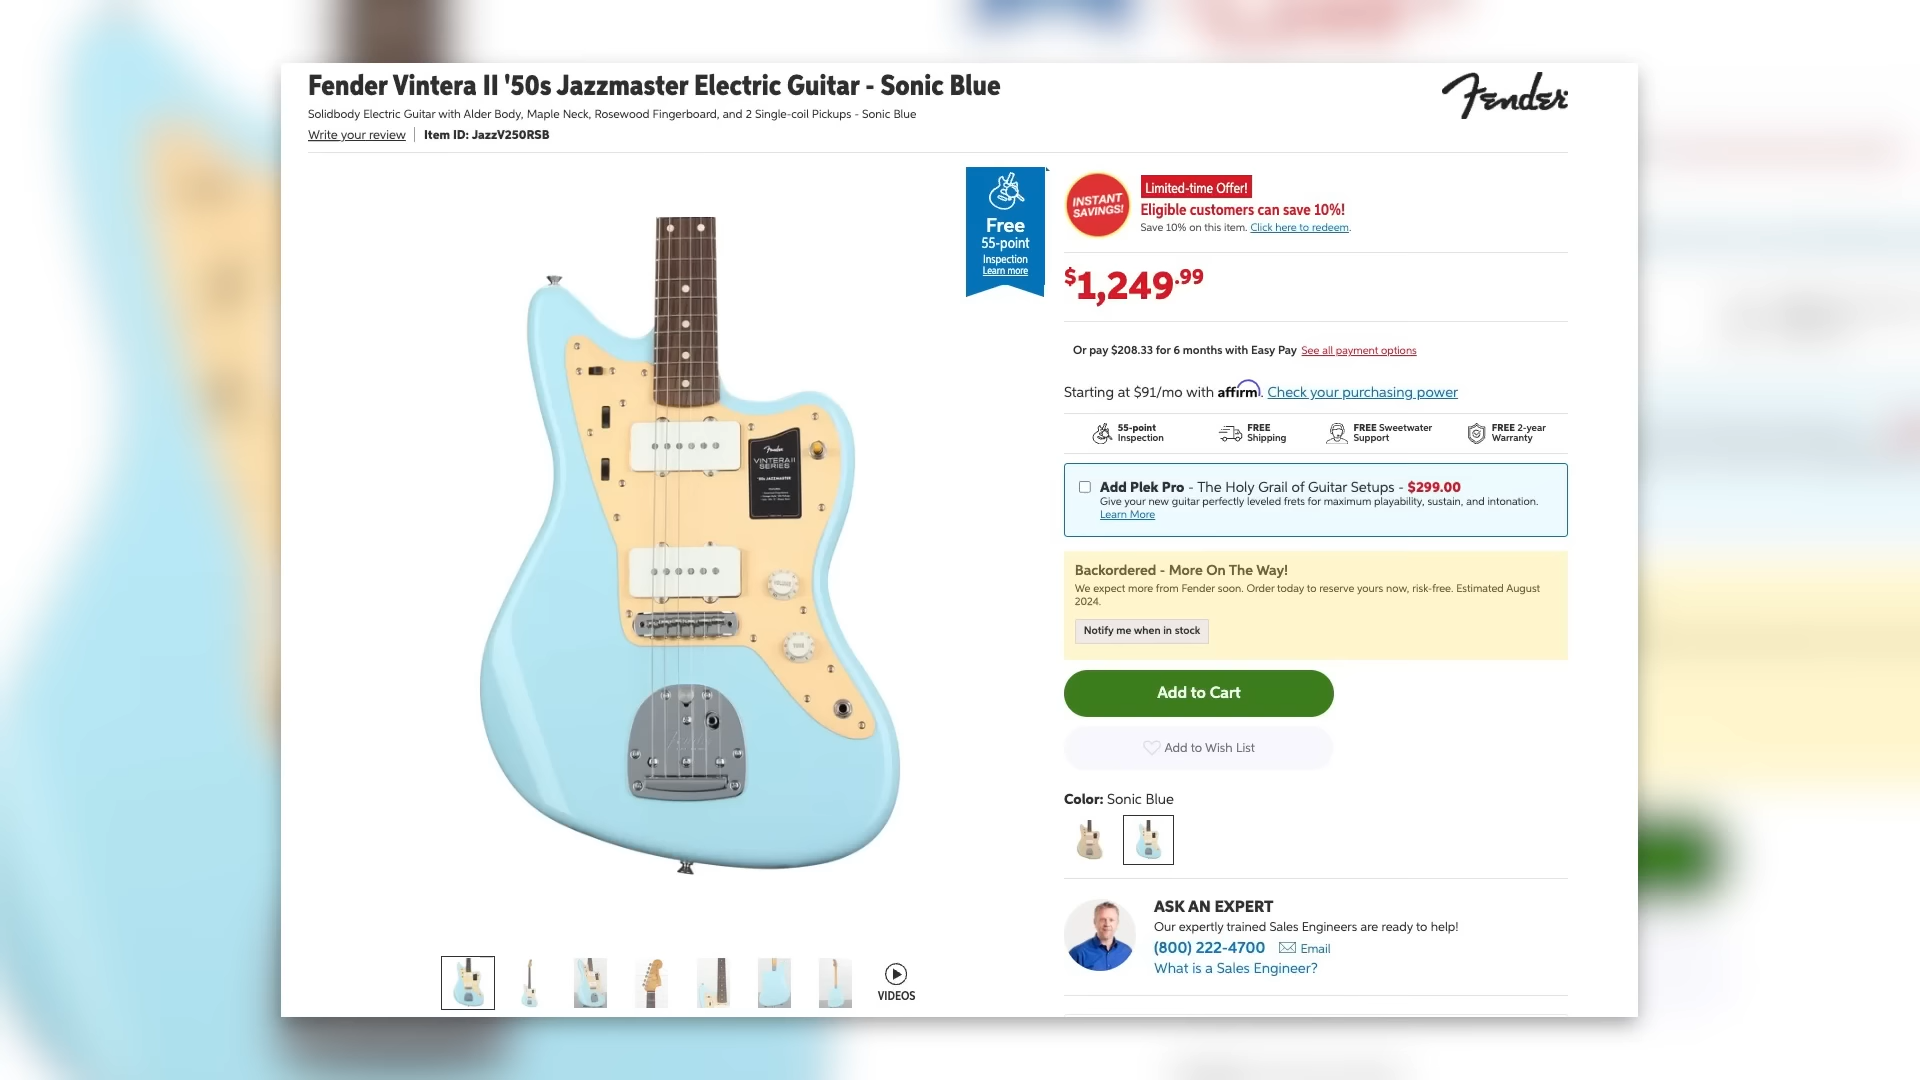 Fender Vintera II '50s Jazzmaster Electric Guitar - Sonic Blue
Solidbody Electric Guitar with Alder Body, Maple Neck, Rosewood Fingerboard, and 2 Single-coil Pickups - Sonic Blue
Write your review
Item ID: JazzV250RSB
Fender
Free
55-point
Inspection
Learn more
INSTANT
SAVINGS!
Limited-time Offer!
Eligible customers can save 10%!
Save 10% on this item. Click here to redeem.
$1,249.99
Or pay $208.33 for 6 months with Easy Pay See all payment options
Starting at $91/mo with affirm. Check your purchasing power
55-point
Inspection
FREE
Shipping
FREE Sweetwater
Support
FREE 2-year
Warranty
Add Plek Pro - The Holy Grail of Guitar Setups - $299.00
Give your new guitar perfectly leveled frets for maximum playability, sustain, and intonation.
Learn More
Backordered - More On The Way!
We expect more from Fender soon. Order today to reserve yours now, risk-free. Estimated August
2024.
Notify me when in stock
Add to Cart
Add to Wish List
Color: Sonic Blue
ASK AN EXPERT
Our expertly trained Sales Engineers are ready to help!
(800) 222-4700 Email
What is a Sales Engineer?
Fender
VINTERA II
SERIES
'50s JAZZMASTER
VIDEOS